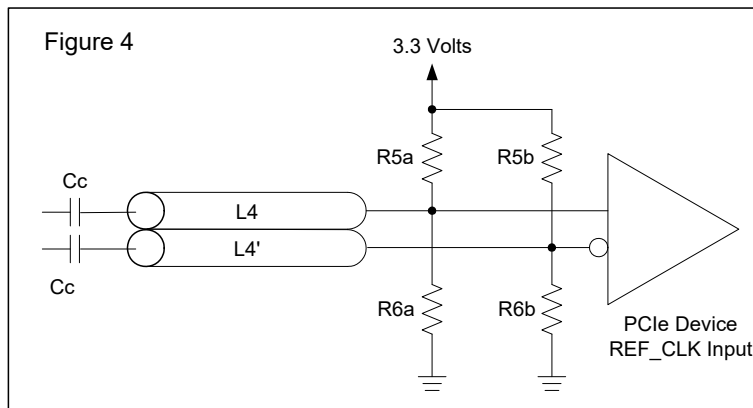 Figure 4
3.3 Volts
R5a
R5b
Cc
L4
L4'
Cc
R6a
R6b
PCIe Device
REF_CLK Input